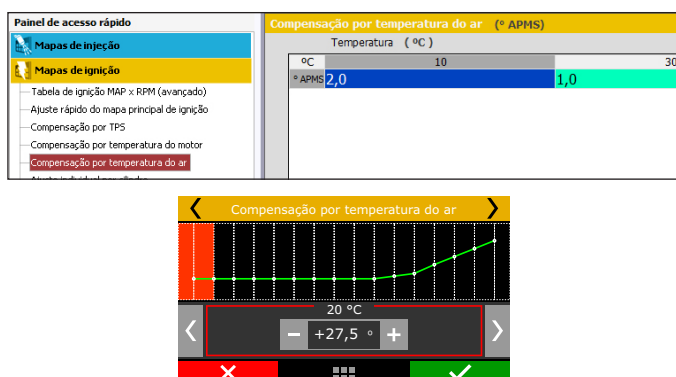 Painel de acesso rápido
Mapas de injeção
Mapas de ignição
Tabela de ignição MAP x RPM (avançado)
Ajuste rápido do mapa principal de ignição
Compensação por TPS
Compensação por temperatura do motor
Compensação por temperatura do ar
Compensação por temperatura do ar (º APMS)
Temperatura ( ºC )
ºC 10 30
º APMS 2,0 1,0
Compensação por temperatura do ar
20 °C
− +27,5 ° +